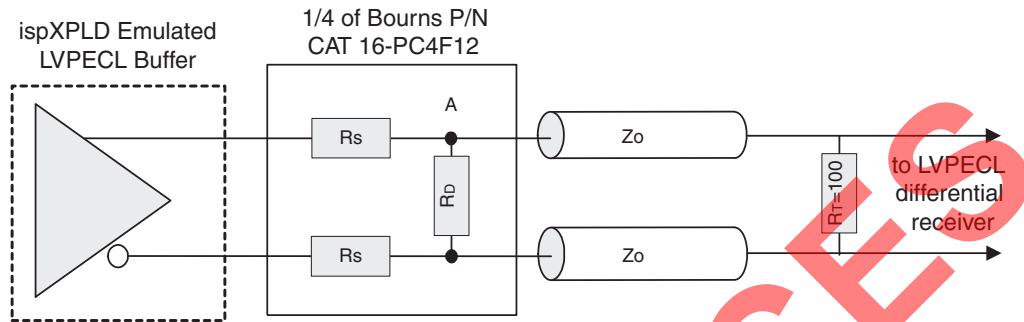 ispXPLD Emulated
LVPECL Buffer
1/4 of Bourns P/N
CAT 16-PC4F12
A
Rs
Zo
RD
RT=100
to LVPECL
differential
receiver
Rs
Zo
CES